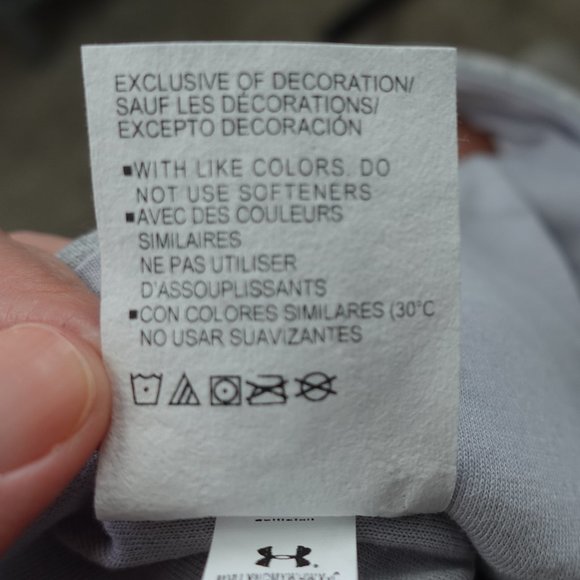 EXCLUSIVE OF DECORATION/
SAUF LES DÉCORATIONS/
EXCEPTO DECORACIÓN
■WITH LIKE COLORS. DO
NOT USE SOFTENERS
■AVEC DES COULEURS
SIMILAIRES
NE PAS UTILISER
D'ASSOUPLISSANTS
■CON COLORES SIMILARES (30°C
NO USAR SUAVIZANTES